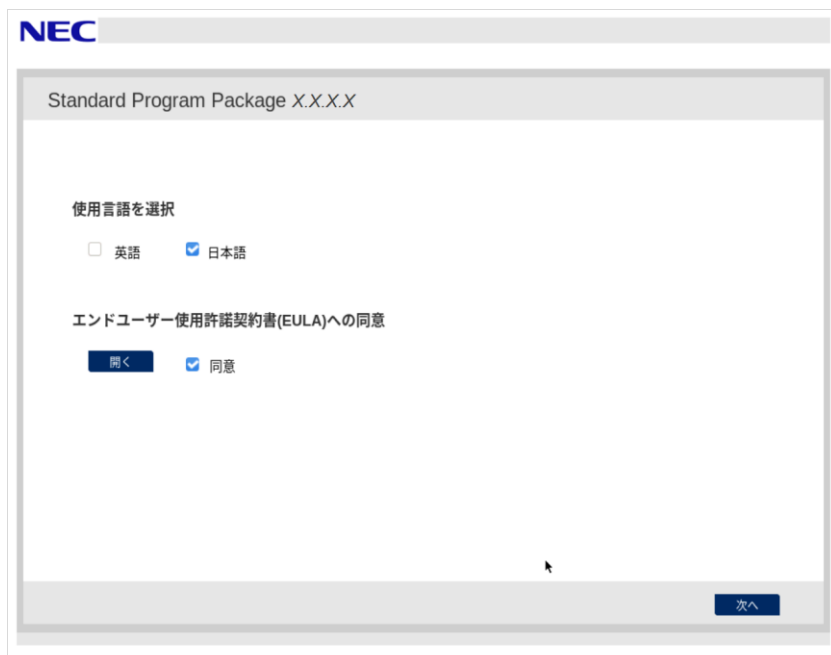 NEC
Standard Program Package X.X.X.X
使用言語を選択
英語 日本語
エンドユーザー使用許諾契約書(EULA)への同意
開く 同意
次へ